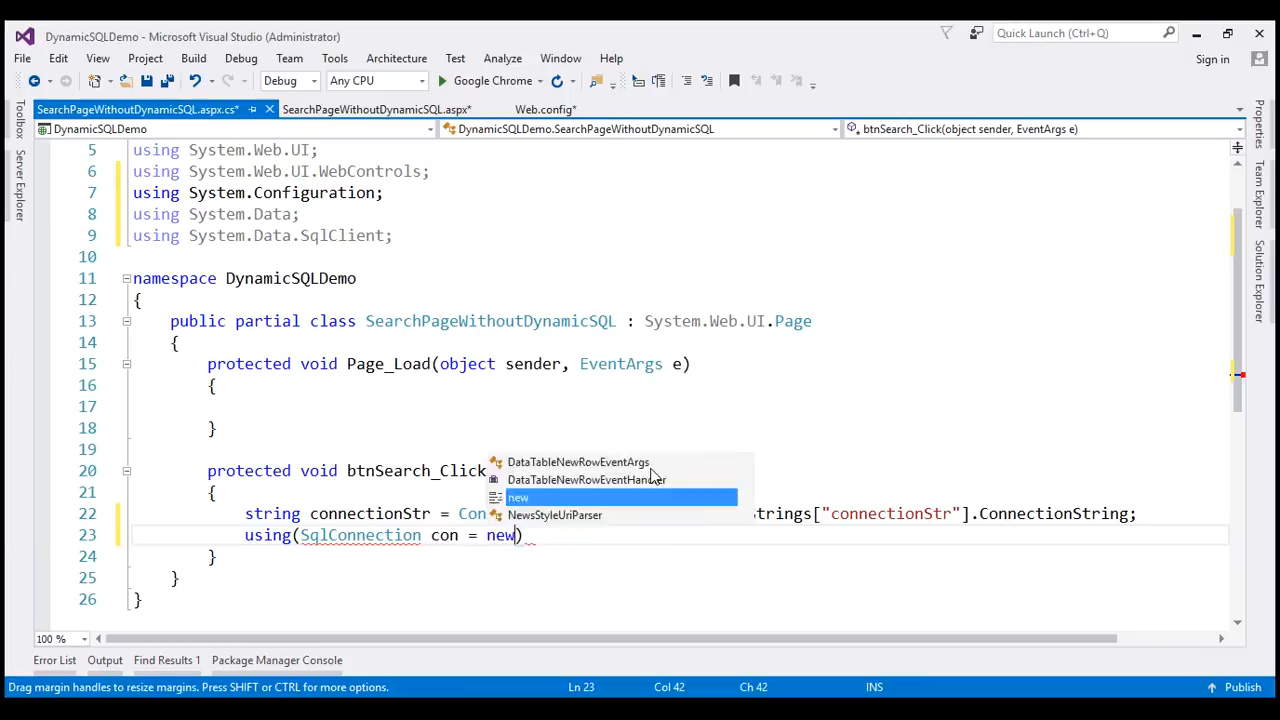 DynamicSQLDemo - Microsoft Visual Studio (Administrator)
Quick Launch (Ctrl+Q)
File Edit View Project Build Debug Team Tools Architecture Test Analyze Window Help
Sign in
Debug Any CPU Google Chrome
SearchPageWithoutDynamicSQL.aspx.cs* SearchPageWithoutDynamicSQL.aspx* Web.config*
DynamicSQLDemo DynamicSQLDemo.SearchPageWithoutDynamicSQL btnSearch_Click(object sender, EventArgs e)
Toolbox
Server Explorer
5 using System.Web.UI;
6 using System.Web.UI.WebControls;
7 using System.Configuration;
8 using System.Data;
9 using System.Data.SqlClient;
10
11 namespace DynamicSQLDemo
12 {
13 public partial class SearchPageWithoutDynamicSQL : System.Web.UI.Page
14 {
15 protected void Page_Load(object sender, EventArgs e)
16 {
17
18 }
19
20 protected void btnSearch_Click
21 {
22 string connectionStr = Con Strings["connectionStr"].ConnectionString;
23 using(SqlConnection con = new)
24 }
25 }
26 }
DataTableNewRowEventArgs
DataTableNewRowEventHandler
new
NewsStyleUriParser
Properties
Team Explorer
Solution Explorer
100 %
Error List Output Find Results 1 Package Manager Console
Drag margin handles to resize margins. Press SHIFT or CTRL for more options. Ln 23 Col 42 Ch 42 INS Publish